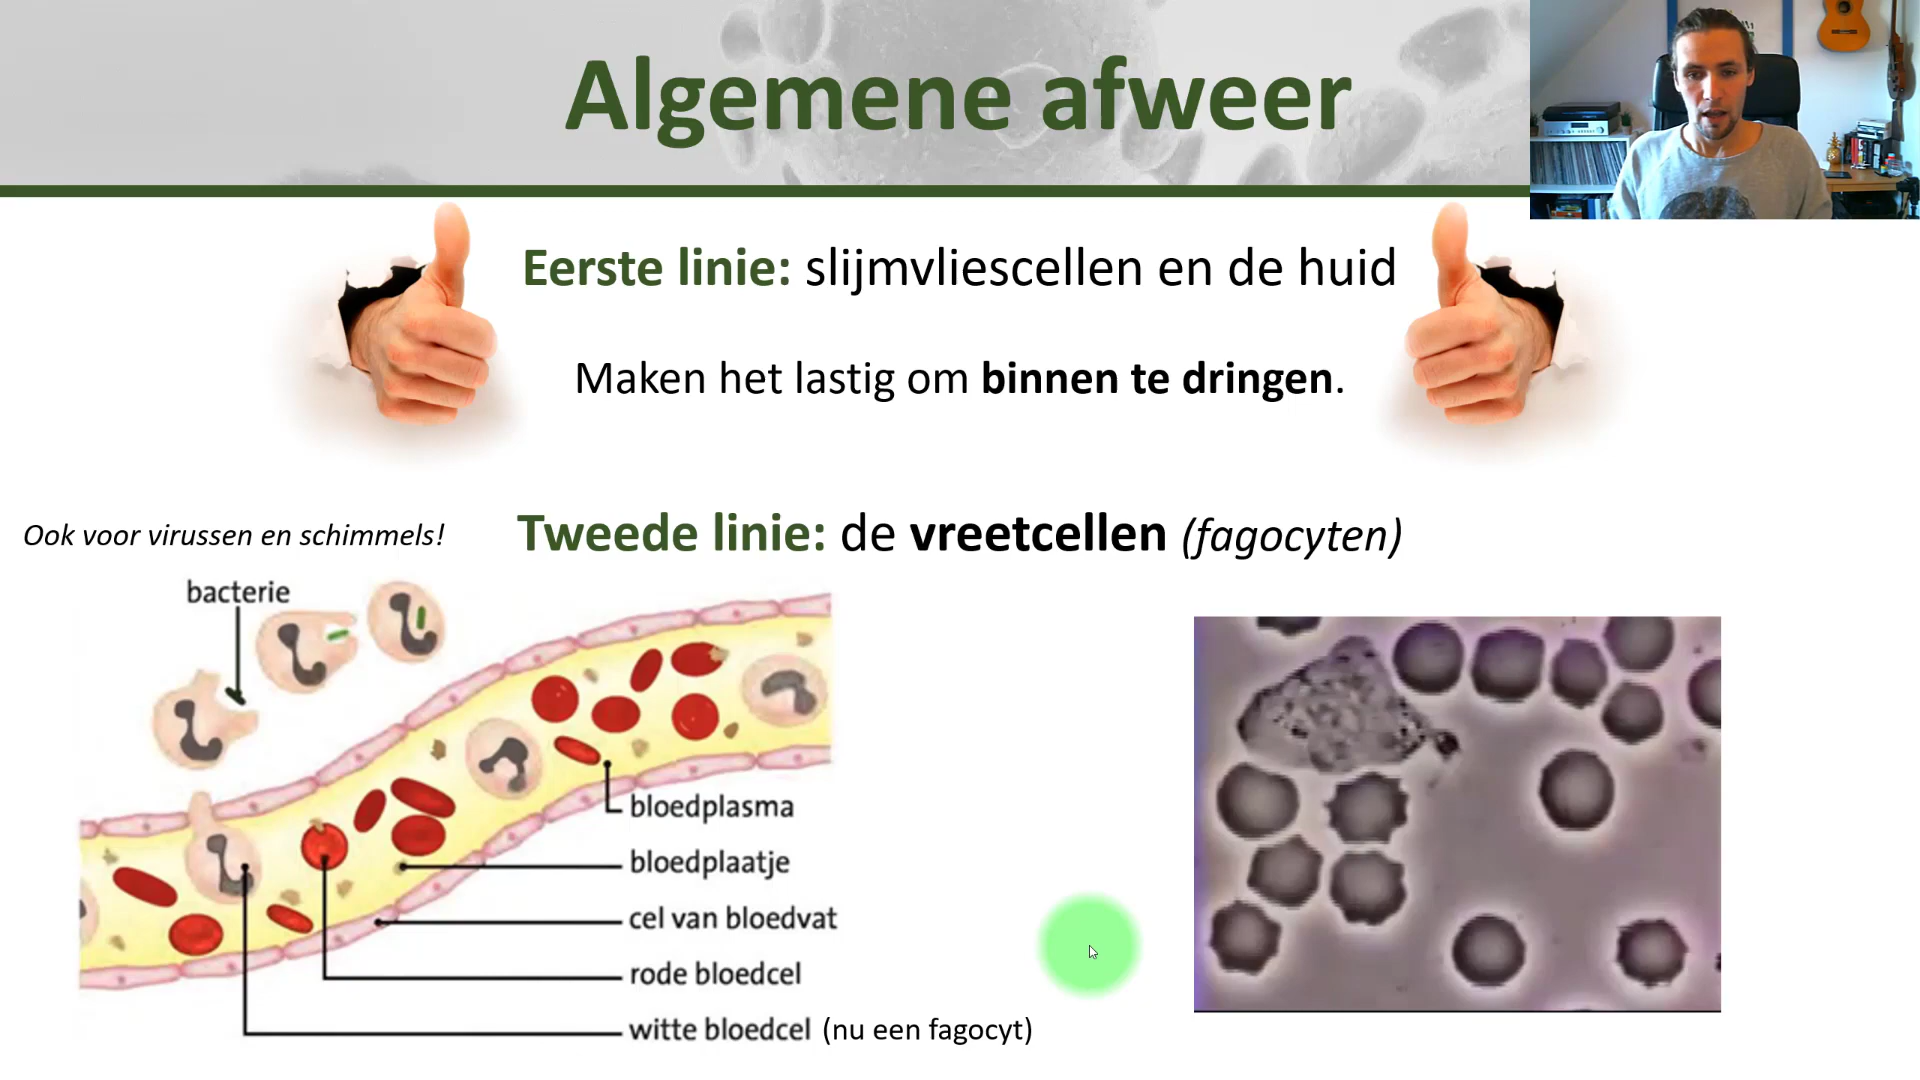 Algemene afweer
Eerste linie: slijmvliescellen en de huid
Maken het lastig om binnen te dringen.
Ook voor virussen en schimmels!
Tweede linie: de vreetcellen (fagocyten)
bacterie
bloedplasma
bloedplaatje
cel van bloedvat
rode bloedcel
witte bloedcel (nu een fagocyt)